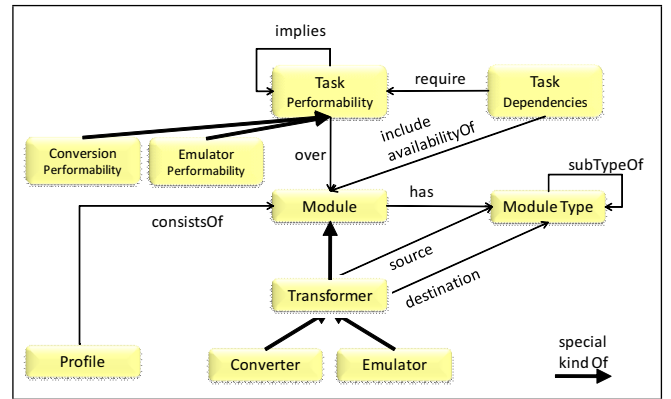 implies
Task
Performability
require
Task
Dependencies
include
availabilityOf
Conversion
Performability
Emulator
Performability
over
subTypeOf
Module
has
Module Type
consistsOf
source
destination
Transformer
special
kind Of
Profile
Converter
Emulator